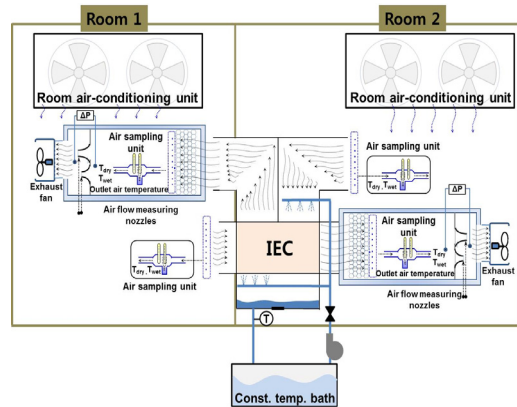 Room 1
Room 2
Room air-conditioning unit
Room air-conditioning unit
ΔP
Air sampling
unit
Tdry
Twet
Outlet air temperature
Exhaust
fan
Air flow measuring
nozzles
Air sampling unit
Tdry , Twet
Tdry , Twet
Air sampling unit
IEC
ΔP
Air sampling
unit
Tdry
Twet
Outlet air temperature
Exhaust
fan
Air flow measuring
nozzles
T
Const. temp. bath